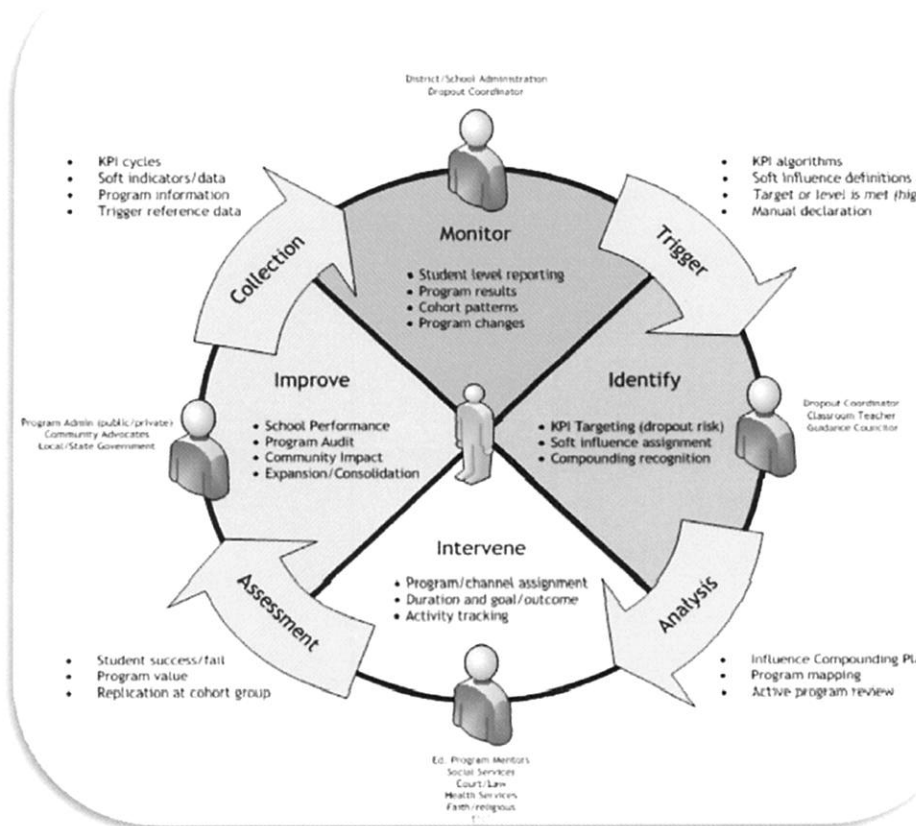 District/School Administration
Dropout Coordinator
• KPI cycles
• Soft indicators/data
• Program information
• Trigger reference data
• KPI algorithms
• Soft influence definitions
• Target or level is met (hig
• Manual declaration
Collection
Trigger
Monitor
• Student level reporting
• Program results
• Cohort patterns
• Program changes
Improve
• School Performance
• Program Audit
• Community Impact
• Expansion/Consolidation
Identify
• KPI Targeting (dropout risk)
• Soft influence assignment
• Compounding recognition
Program Admin (public/private)
Community Advocates
Local/State Government
Dropout Coordinator
Classroom Teacher
Guidance Councilor
Intervene
• Program/channel assignment
• Duration and goal/outcome
• Activity tracking
Assessment
Analysis
• Student success/fail
• Program value
• Replication at cohort group
• Influence Compounding Pla
• Program mapping
• Active program review
Ed. Program Mentors
Social Services
Court/Law
Health Services
Faith/religious